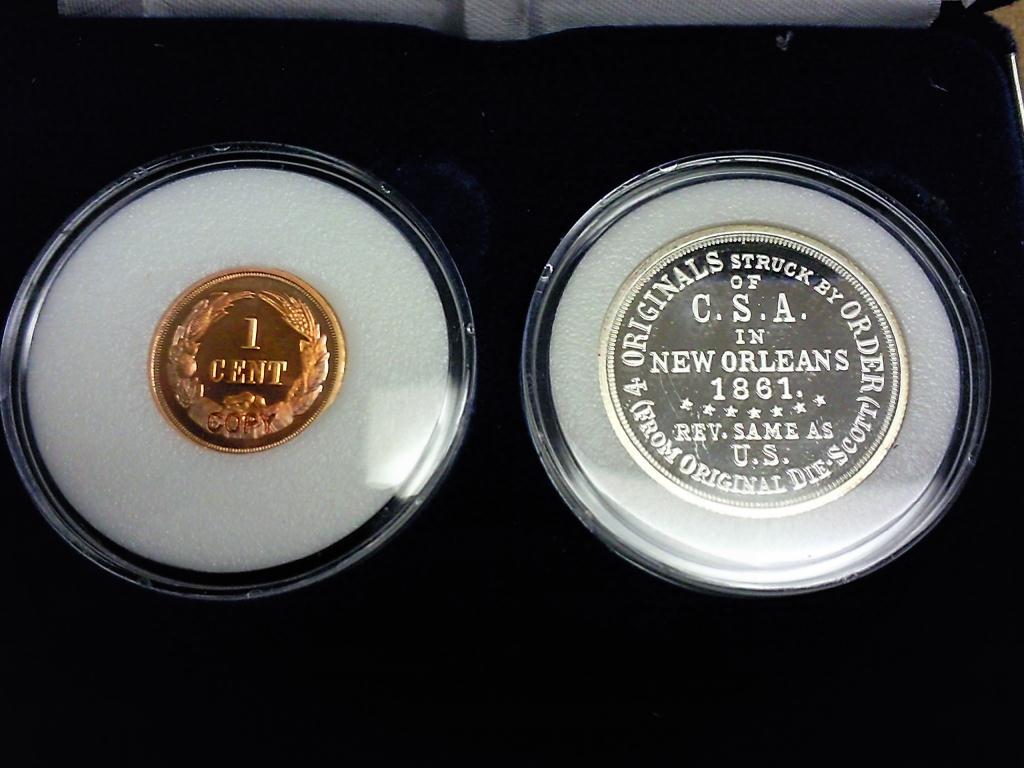 1
CENT
COPY
(4 ORIGINALS STRUCK BY ORDER)
OF
C.S.A.
IN
NEW ORLEANS
1861.
REV. SAME AS
U.S.
(FROM ORIGINAL DIE·SCOTT)